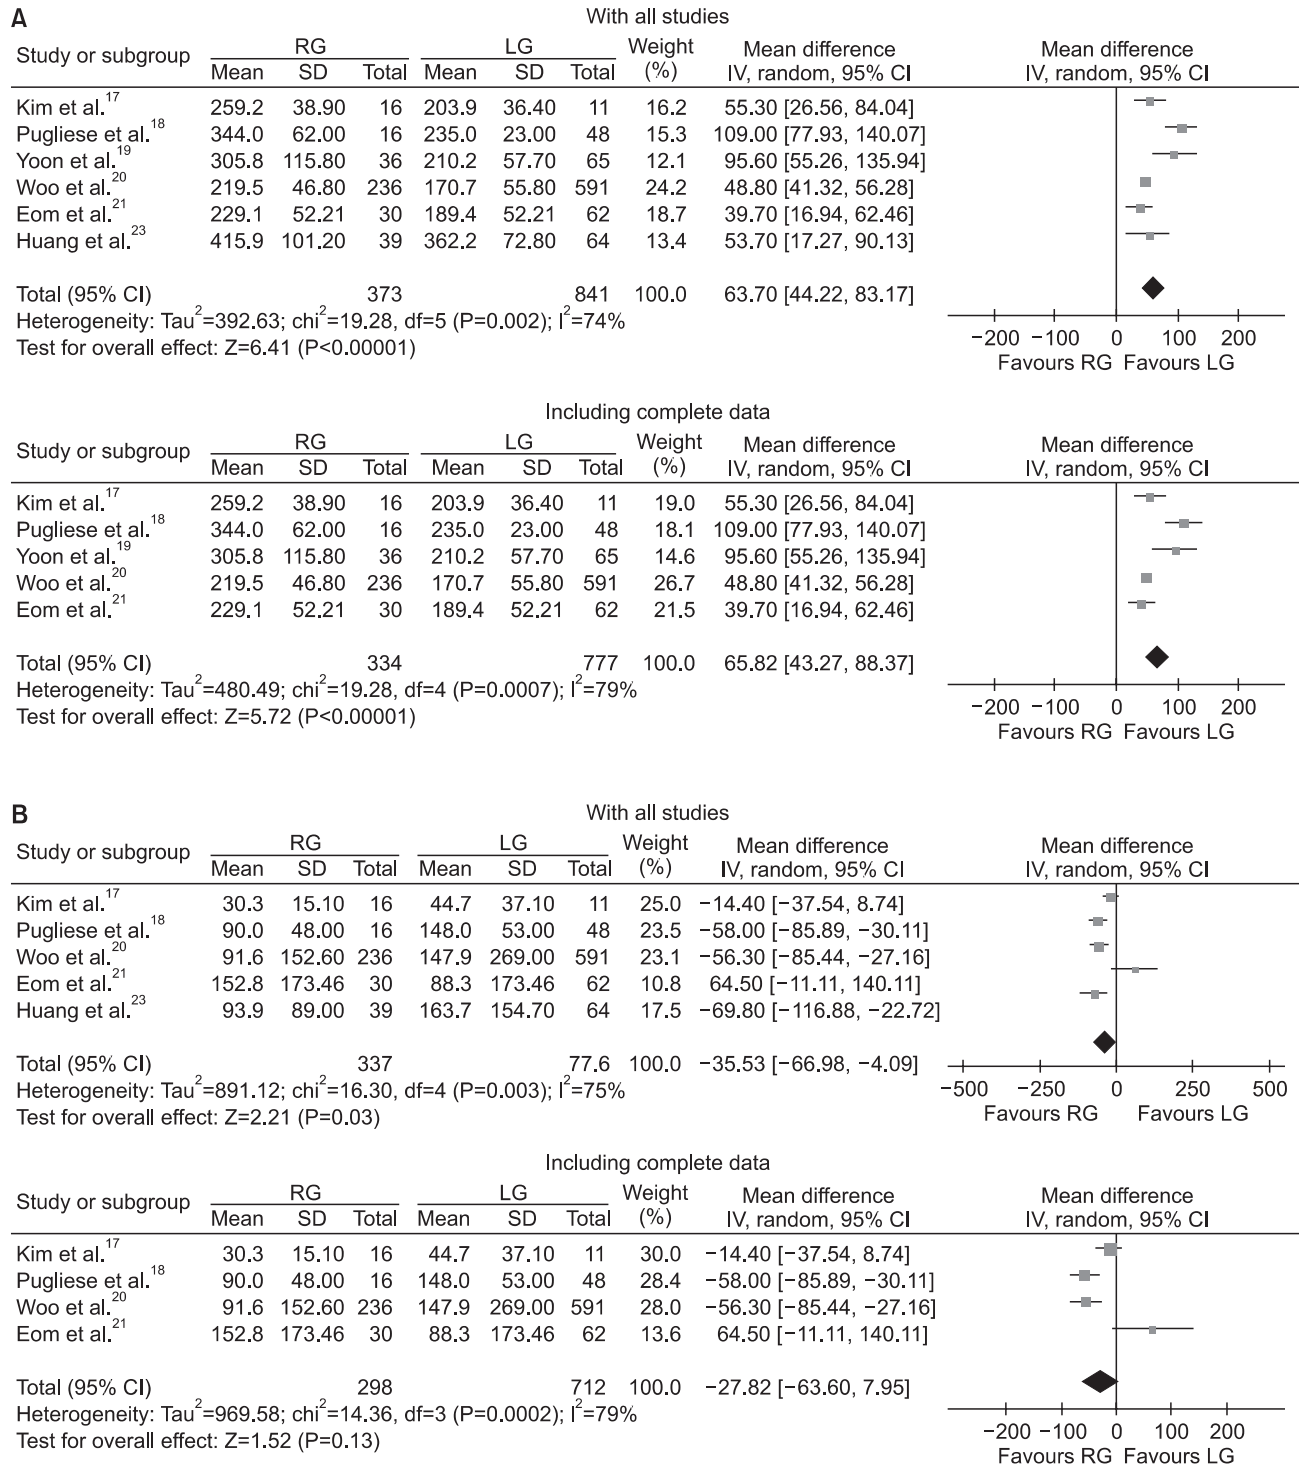 A
With all studies
Study or subgroup RG LG Weight (%) Mean difference IV, random, 95% CI Mean difference IV, random, 95% CI
Mean SD Total Mean SD Total
Kim et al.17 259.2 38.90 16 203.9 36.40 11 16.2 55.30 [26.56, 84.04]
Pugliese et al.18 344.0 62.00 16 235.0 23.00 48 15.3 109.00 [77.93, 140.07]
Yoon et al.19 305.8 115.80 36 210.2 57.70 65 12.1 95.60 [55.26, 135.94]
Woo et al.20 219.5 46.80 236 170.7 55.80 591 24.2 48.80 [41.32, 56.28]
Eom et al.21 229.1 52.21 30 189.4 52.21 62 18.7 39.70 [16.94, 62.46]
Huang et al.23 415.9 101.20 39 362.2 72.80 64 13.4 53.70 [17.27, 90.13]
Total (95% CI) 373 841 100.0 63.70 [44.22, 83.17]
Heterogeneity: Tau2=392.63; chi2=19.28, df=5 (P=0.002); I2=74%
Test for overall effect: Z=6.41 (P<0.00001)
−200 −100 0 100 200
Favours RG Favours LG
Including complete data
Study or subgroup RG LG Weight (%) Mean difference IV, random, 95% CI Mean difference IV, random, 95% CI
Mean SD Total Mean SD Total
Kim et al.17 259.2 38.90 16 203.9 36.40 11 19.0 55.30 [26.56, 84.04]
Pugliese et al.18 344.0 62.00 16 235.0 23.00 48 18.1 109.00 [77.93, 140.07]
Yoon et al.19 305.8 115.80 36 210.2 57.70 65 14.6 95.60 [55.26, 135.94]
Woo et al.20 219.5 46.80 236 170.7 55.80 591 26.7 48.80 [41.32, 56.28]
Eom et al.21 229.1 52.21 30 189.4 52.21 62 21.5 39.70 [16.94, 62.46]
Total (95% CI) 334 777 100.0 65.82 [43.27, 88.37]
Heterogeneity: Tau2=480.49; chi2=19.28, df=4 (P=0.0007); I2=79%
Test for overall effect: Z=5.72 (P<0.00001)
−200 −100 0 100 200
Favours RG Favours LG
B
With all studies
Study or subgroup RG LG Weight (%) Mean difference IV, random, 95% CI Mean difference IV, random, 95% CI
Mean SD Total Mean SD Total
Kim et al.17 30.3 15.10 16 44.7 37.10 11 25.0 −14.40 [−37.54, 8.74]
Pugliese et al.18 90.0 48.00 16 148.0 53.00 48 23.5 −58.00 [−85.89, −30.11]
Woo et al.20 91.6 152.60 236 147.9 269.00 591 23.1 −56.30 [−85.44, −27.16]
Eom et al.21 152.8 173.46 30 88.3 173.46 62 10.8 64.50 [−11.11, 140.11]
Huang et al.23 93.9 89.00 39 163.7 154.70 64 17.5 −69.80 [−116.88, −22.72]
Total (95% CI) 337 77.6 100.0 −35.53 [−66.98, −4.09]
Heterogeneity: Tau2=891.12; chi2=16.30, df=4 (P=0.003); I2=75%
Test for overall effect: Z=2.21 (P=0.03)
−500 −250 0 250 500
Favours RG Favours LG
Including complete data
Study or subgroup RG LG Weight (%) Mean difference IV, random, 95% CI Mean difference IV, random, 95% CI
Mean SD Total Mean SD Total
Kim et al.17 30.3 15.10 16 44.7 37.10 11 30.0 −14.40 [−37.54, 8.74]
Pugliese et al.18 90.0 48.00 16 148.0 53.00 48 28.4 −58.00 [−85.89, −30.11]
Woo et al.20 91.6 152.60 236 147.9 269.00 591 28.0 −56.30 [−85.44, −27.16]
Eom et al.21 152.8 173.46 30 88.3 173.46 62 13.6 64.50 [−11.11, 140.11]
Total (95% CI) 298 712 100.0 −27.82 [−63.60, 7.95]
Heterogeneity: Tau2=969.58; chi2=14.36, df=3 (P=0.0002); I2=79%
Test for overall effect: Z=1.52 (P=0.13)
−200 −100 0 100 200
Favours RG Favours LG